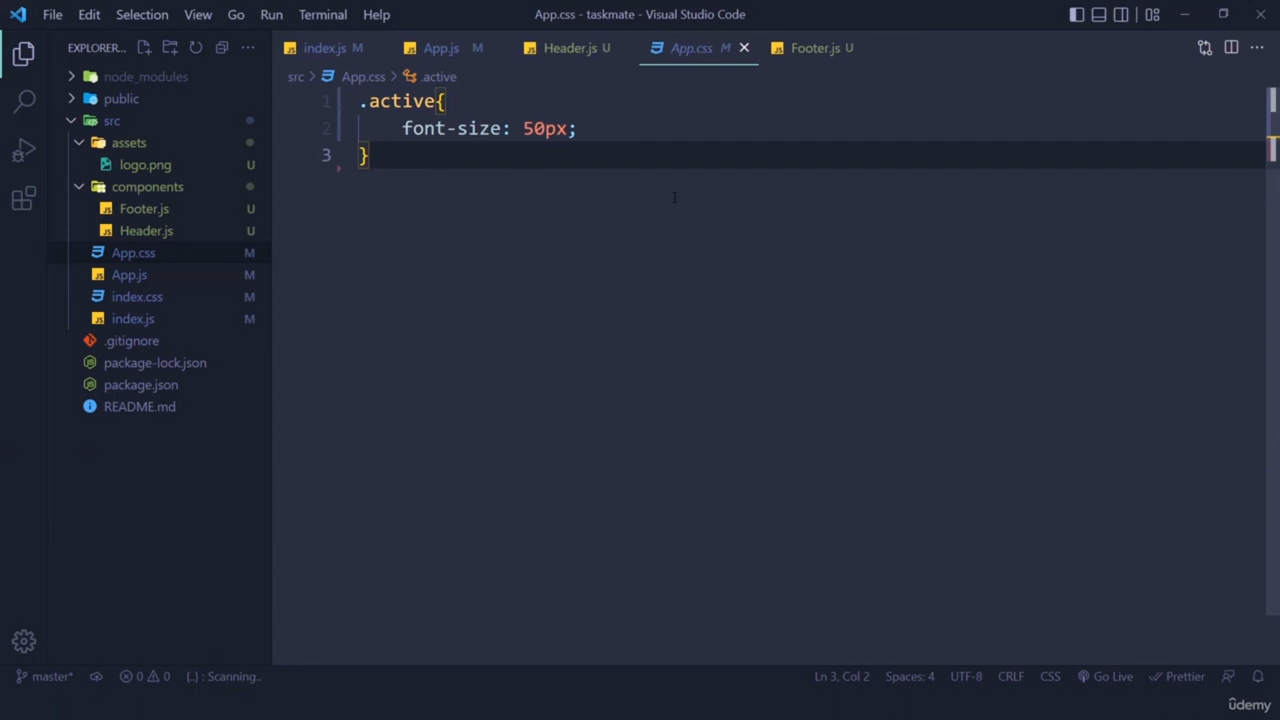 File Edit Selection View Go Run Terminal Help App.css - taskmate - Visual Studio Code
EXPLORER...
index.js M App.js M Header.js U App.css M Footer.js U
src App.css .active
node_modules
public
src
assets
logo.png U
components
Footer.js U
Header.js U
App.css M
App.js M
index.css M
index.js M
.gitignore
package-lock.json
package.json
README.md
1 .active{
2 font-size: 50px;
3 }
master* 0 0 {..} : Scanning.. Ln 3, Col 2 Spaces: 4 UTF-8 CRLF CSS Go Live Prettier
ûdemy